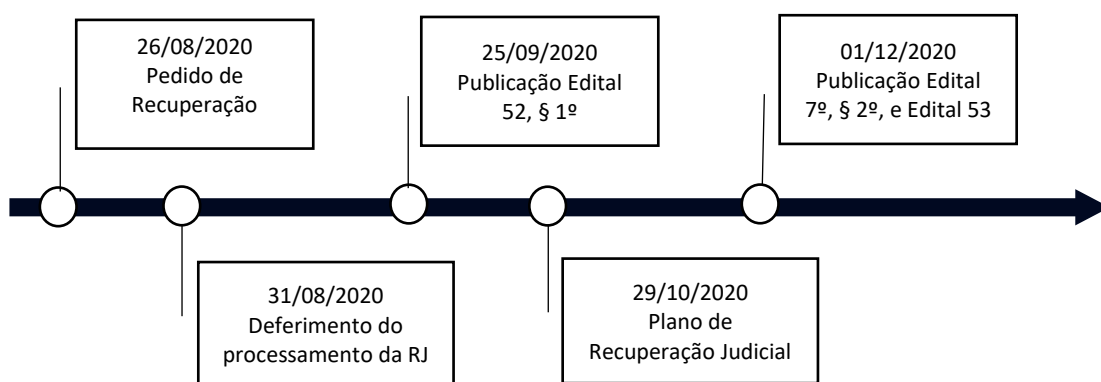 26/08/2020
Pedido de
Recuperação
31/08/2020
Deferimento do
processamento da RJ
25/09/2020
Publicação Edital
52, § 1º
29/10/2020
Plano de
Recuperação Judicial
01/12/2020
Publicação Edital
7º, § 2º, e Edital 53